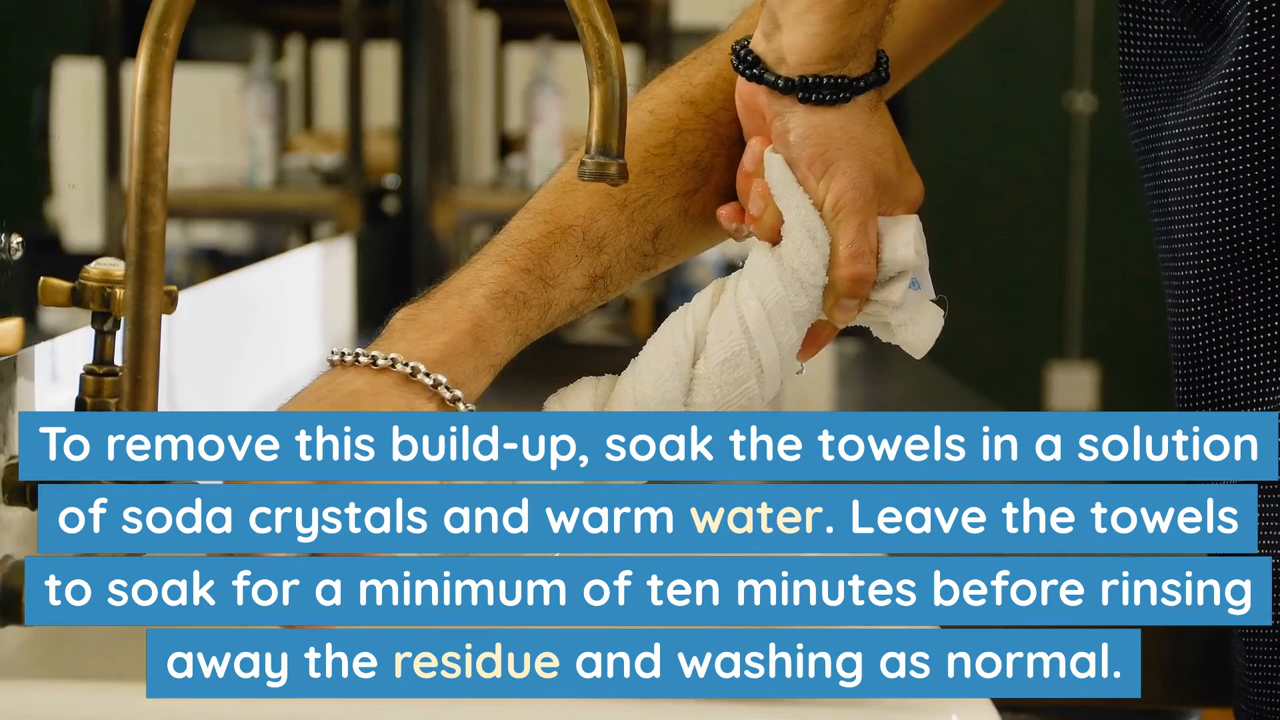 To remove this build-up, soak the towels in a solution
of soda crystals and warm water. Leave the towels
to soak for a minimum of ten minutes before rinsing
away the residue and washing as normal.